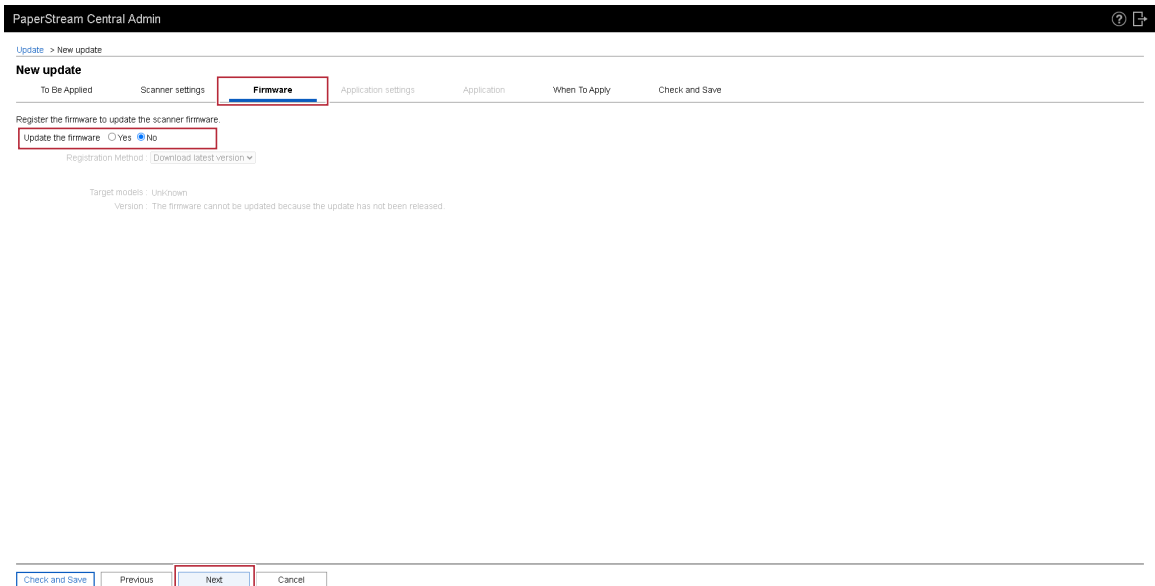 PaperStream Central Admin
Update > New update
New update
To Be Applied Scanner settings Firmware Application settings Application When To Apply Check and Save
Register the firmware to update the scanner firmware.
Update the firmware Yes No
Registration Method : Download latest version
Target models : UnKnown
Version : The firmware cannot be updated because the update has not been released.
Check and Save Previous Next Cancel